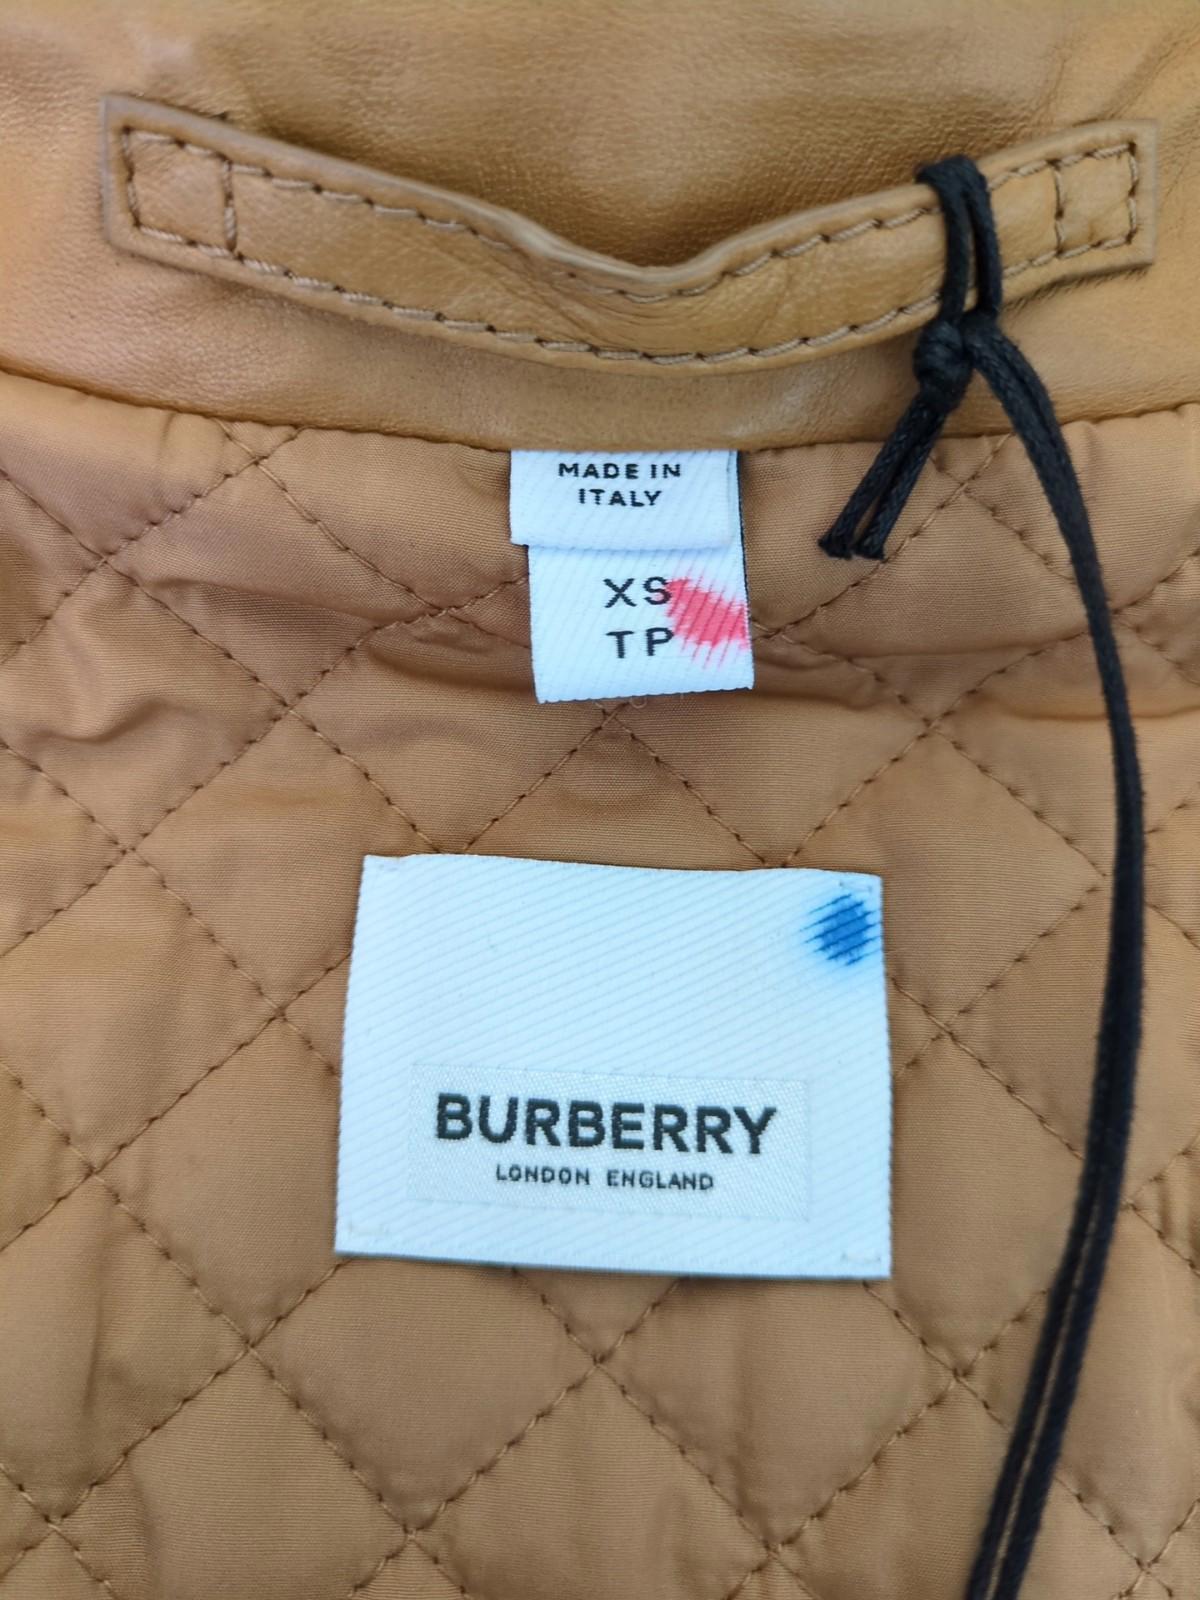 MADE IN
ITALY
XS
TP
BURBERRY
LONDON ENGLAND